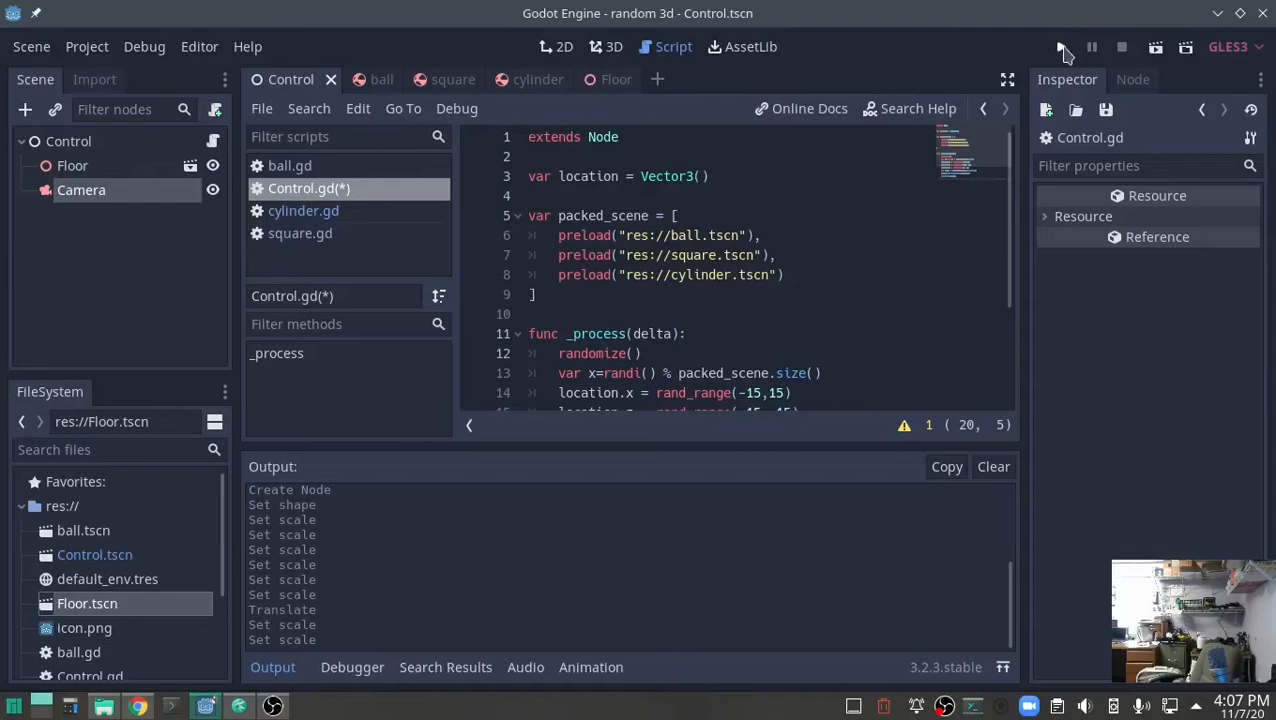 Godot Engine - random 3d - Control.tscn
Scene Project Debug Editor Help
2D 3D Script AssetLib
GLES3
Scene Import
Filter nodes
Control
Floor
Camera
FileSystem
res://Floor.tscn
Search files
Favorites:
res://
ball.tscn
Control.tscn
default_env.tres
Floor.tscn
icon.png
ball.gd
Control.gd
Control ball square cylinder Floor
File Search Edit Go To Debug
Online Docs Search Help
Filter scripts
ball.gd
Control.gd(*)
cylinder.gd
square.gd
Control.gd(*)
Filter methods
_process
1 extends Node
2
3 var location = Vector3()
4
5 var packed_scene = [
6 preload("res://ball.tscn"),
7 preload("res://square.tscn"),
8 preload("res://cylinder.tscn")
9 ]
10
11 func _process(delta):
12 randomize()
13 var x=randi() % packed_scene.size()
14 location.x = rand_range(-15,15)
1 ( 20, 5)
Output:
Copy Clear
Create Node
Set shape
Set scale
Set scale
Set scale
Set scale
Set scale
Set scale
Translate
Set scale
Set scale
Output Debugger Search Results Audio Animation
3.2.3.stable
Inspector Node
Control.gd
Filter properties
Resource
Resource
Reference
4:07 PM
11/7/20